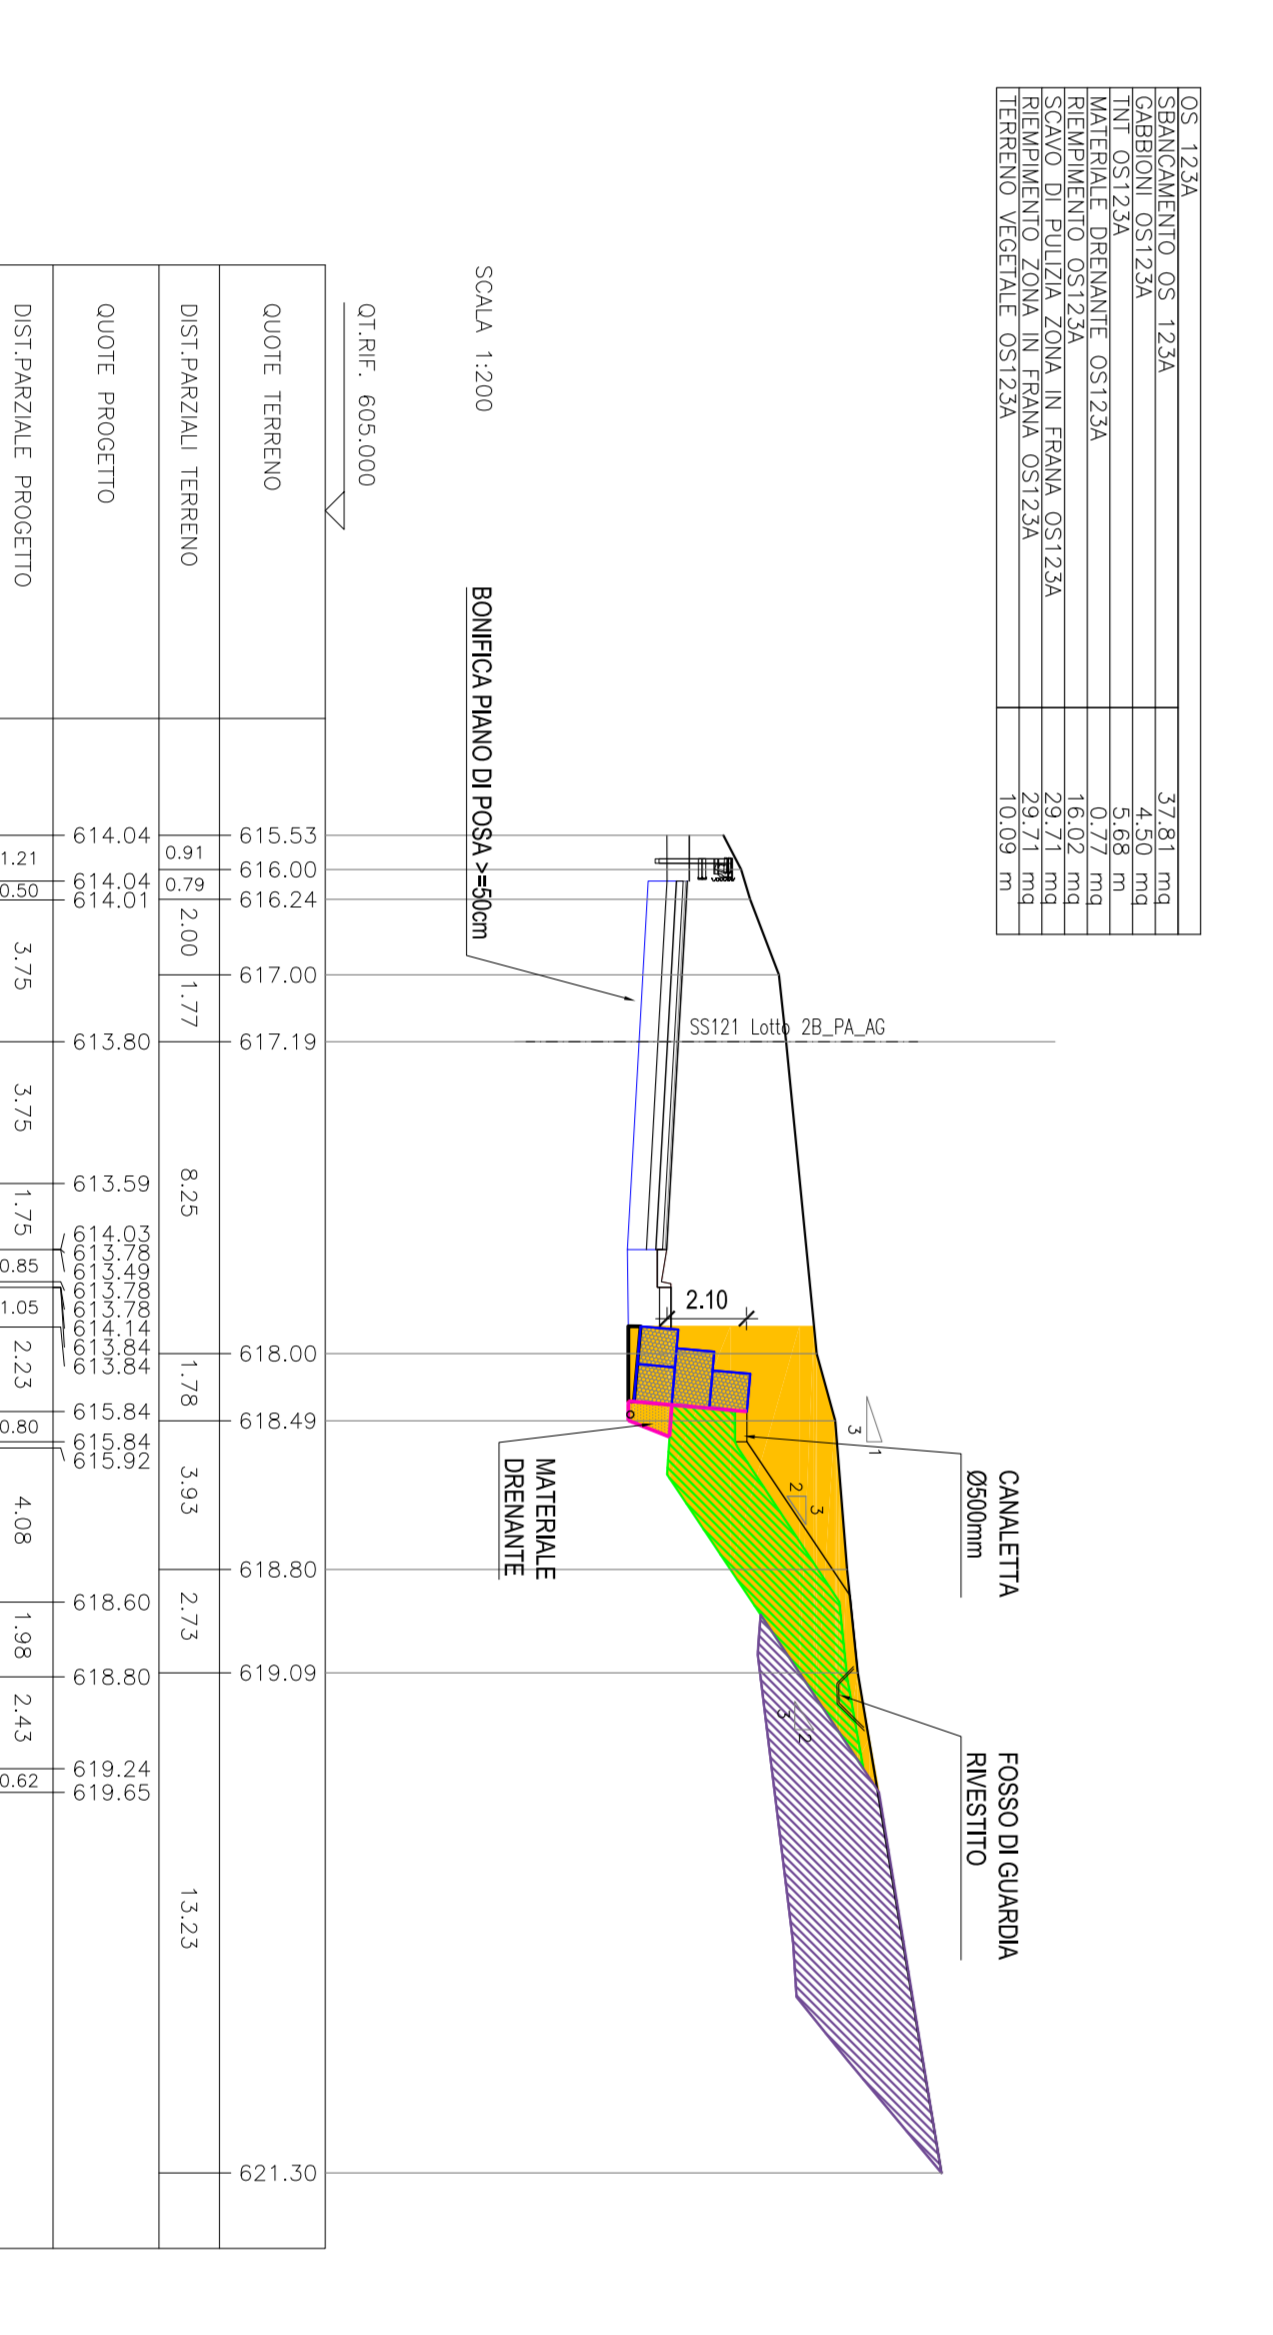 OS 123A
SBANCAMENTO OS 123A 37.81 mq
GABBIONI OS123A 4.50 mq
TNT OS123A 5.68 m
MATERIALE DRENANTE OS123A 0.77 mq
RIEMPIMENTO OS123A 16.02 mq
SCAVO DI PULIZIA ZONA IN FRANA OS123A 29.71 mq
RIEMPIMENTO ZONA IN FRANA OS123A 29.71 mq
TERRENO VEGETALE OS123A 10.09 m
CANALETTA
Ø500mm
FOSSO DI GUARDIA
RIVESTITO
SS121 Lotto 2B_PA_AG
3
1
3
2
2
3
2.10
MATERIALE
DRENANTE
SCALA 1:200
BONIFICA PIANO DI POSA >=50cm
QT.RIF. 605.000
QUOTE TERRENO 615.53 616.00 616.24 617.00 617.19 618.00 618.49 618.80 619.09 621.30
DIST.PARZIALI TERRENO 0.91 0.79 2.00 1.77 8.25 1.78 3.93 2.73 13.23
QUOTE PROGETTO 614.04 614.04 614.01 613.80 613.59 614.03 613.78 613.49 613.78 613.78 614.14 613.84 613.84 615.84 615.84 615.92 618.60 618.80 619.24 619.65
DIST.PARZIALE PROGETTO 1.21 0.50 3.75 3.75 1.75 0.85 1.05 2.23 0.80 4.08 1.98 2.43 0.62